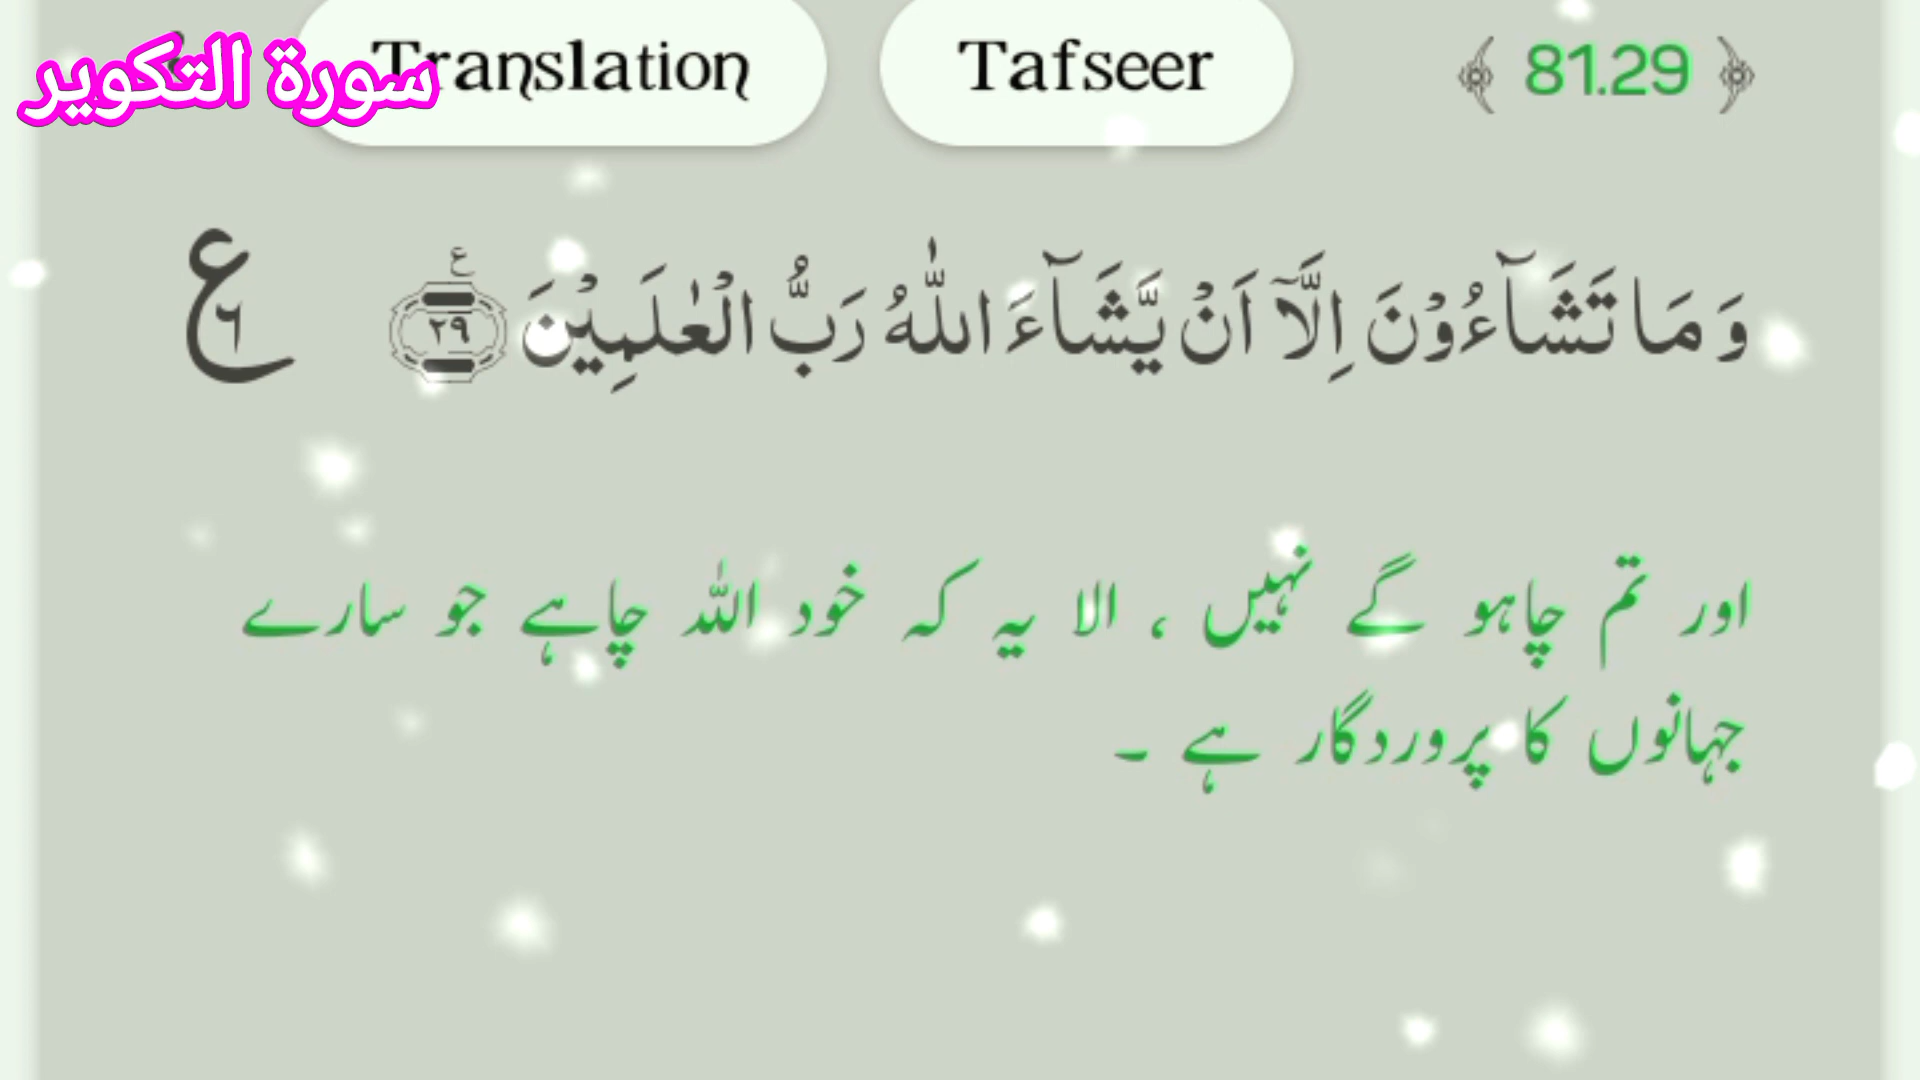 سورة التكوير
Translation
Tafseer
81.29
وَ مَا تَشَآءُوْنَ اِلَّاۤ اَنْ یَّشَآءَ اللّٰهُ رَبُّ الْعٰلَمِیْنَ ﴿۲۹﴾ ع ٦
اور تم چاہو گے نہیں ، الا یہ کہ خود اللہ چاہے جو سارے
جہانوں کا پروردگار ہے ۔